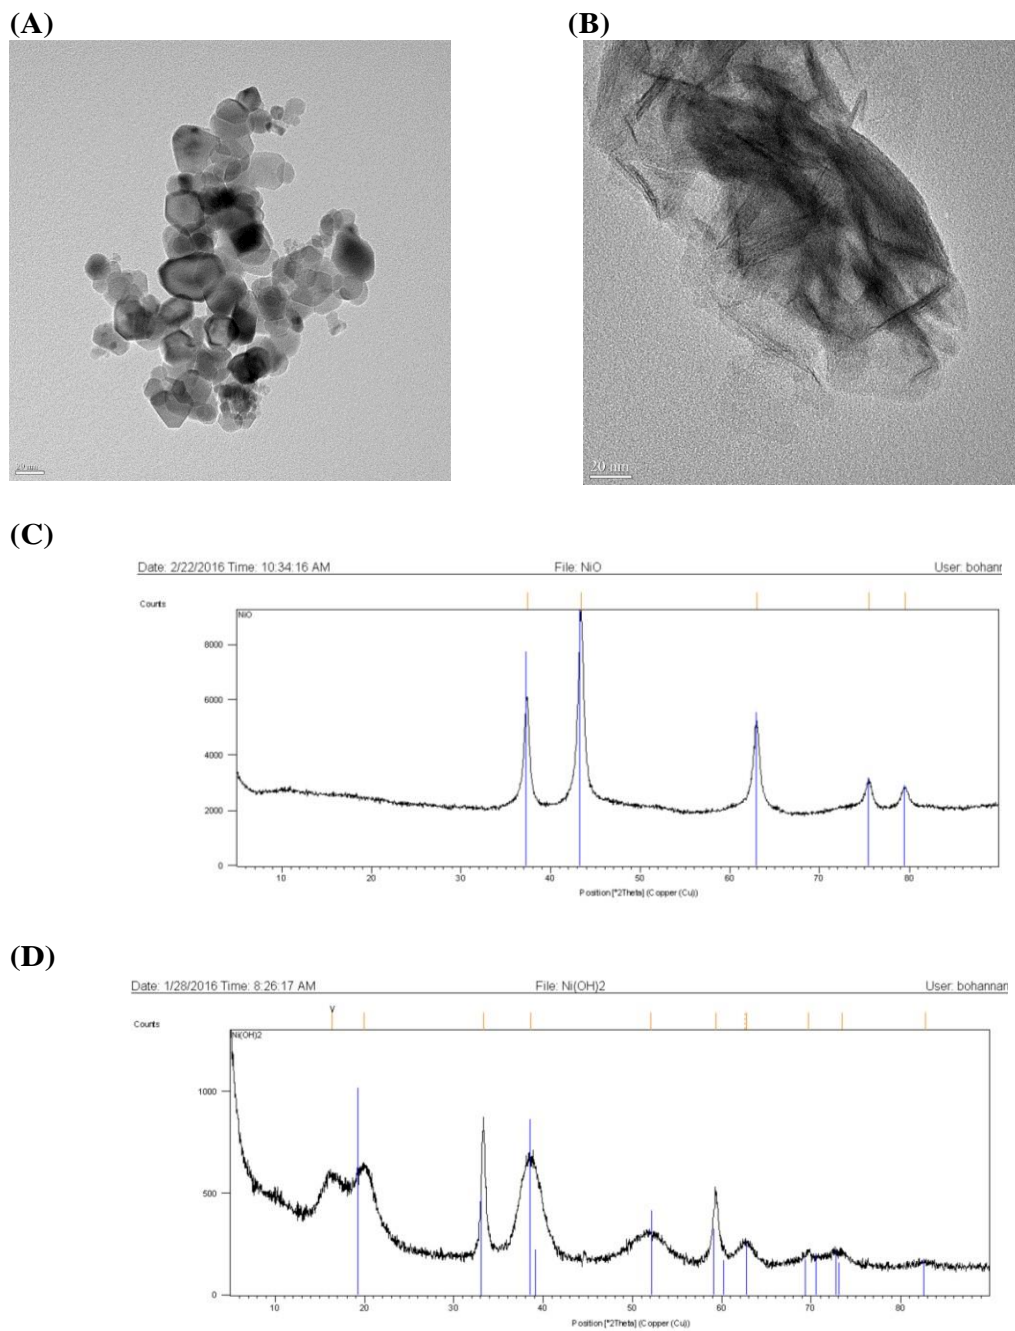 (A)
(B)
20 nm
(C)
Date: 2/22/2016 Time: 10:34:16 AM File: NiO User: bohanr
Counts
NiO
8000
6000
4000
2000
0
10 20 30 40 50 60 70 80
Position [°2Theta] (Copper (Cu))
(D)
Date: 1/28/2016 Time: 8:26:17 AM File: Ni(OH)2 User: bohannar
Counts
v
Ni(OH)2
1000
500
0
10 20 30 40 50 60 70 80
Position [°2Theta] (Copper (Cu))